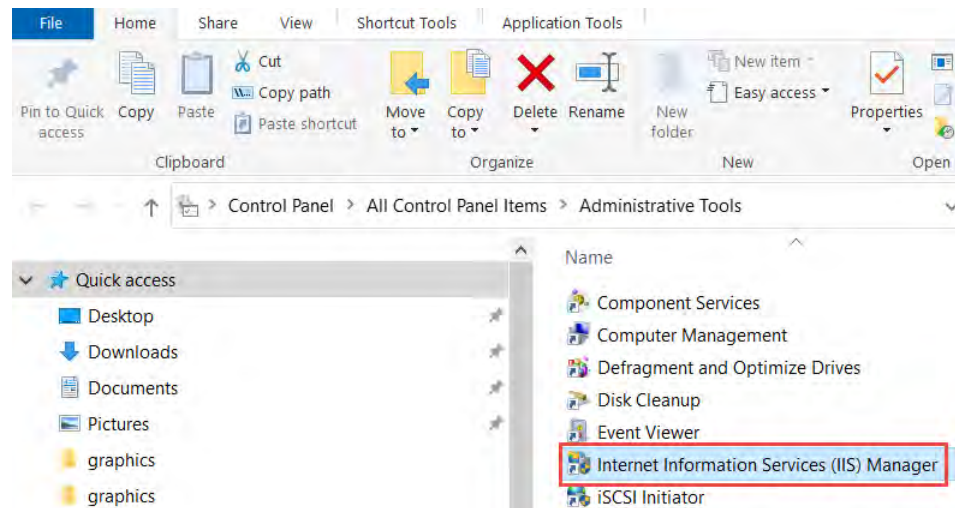 File Home Share View Shortcut Tools Application Tools
Pin to Quick access
Copy
Paste
Cut
Copy path
Paste shortcut
Clipboard
Move to
Copy to
Delete
Rename
Organize
New folder
New item
Easy access
New
Properties
Open
Control Panel > All Control Panel Items > Administrative Tools
Quick access
Desktop
Downloads
Documents
Pictures
graphics
graphics
Name
Component Services
Computer Management
Defragment and Optimize Drives
Disk Cleanup
Event Viewer
Internet Information Services (IIS) Manager
iSCSI Initiator